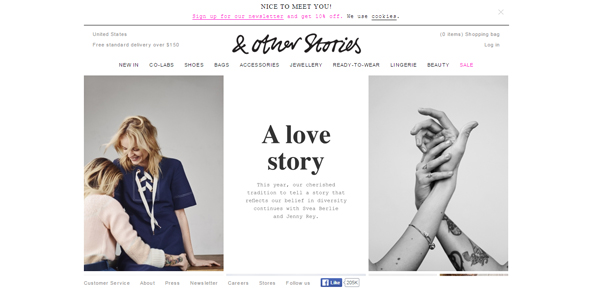 NICE TO MEET YOU!
Sign up for our newsletter and get 10% off. We use cookies.
United States
Free standard delivery over $150
& other Stories
(0 items) Shopping bag
Log in
NEW IN CO-LABS SHOES BAGS ACCESSORIES JEWELLERY READY-TO-WEAR LINGERIE BEAUTY SALE
A love
story
This year, our cherished
tradition to tell a story that
reflects our belief in diversity
continues with Svea Berlie
and Jenny Wey.
Customer Service About Press Newsletter Careers Stores Follow us Like 205K